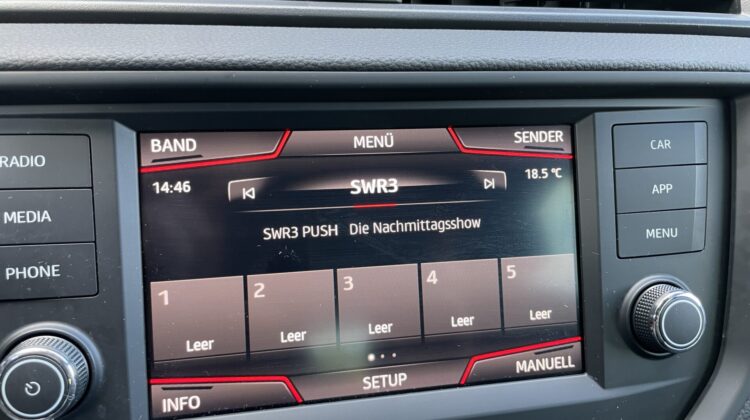 RADIO
MEDIA
PHONE
BAND MENÜ SENDER
14:46 SWR3 18.5 °C
SWR3 PUSH Die Nachmittagsshow
1 2 3 4 5
Leer Leer Leer Leer Leer
INFO SETUP MANUELL
CAR
APP
MENU